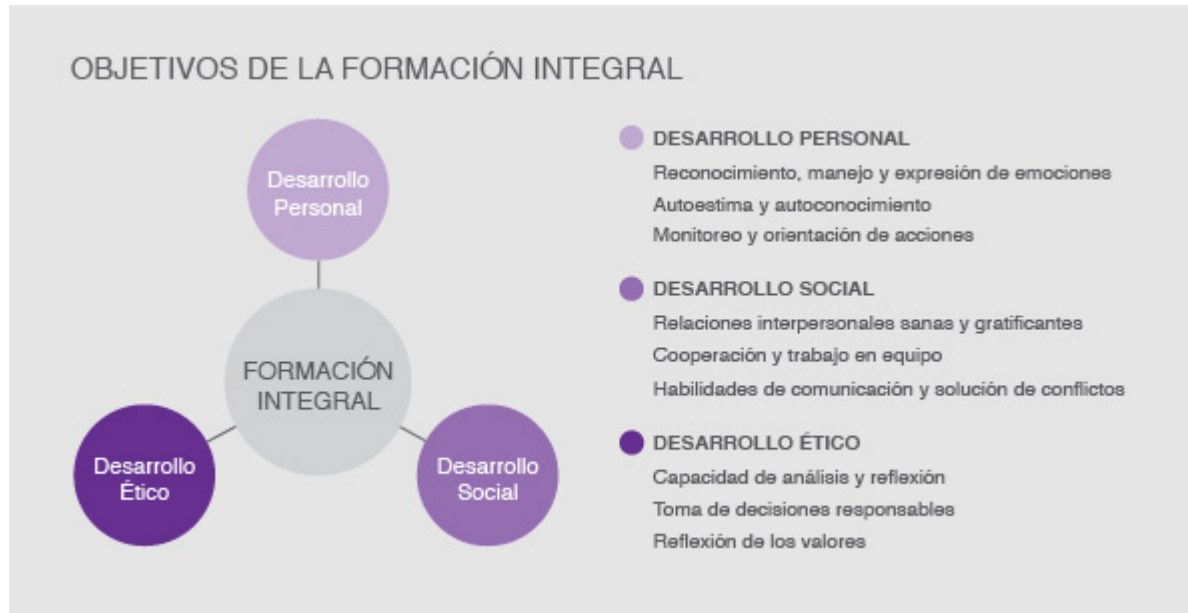 OBJETIVOS DE LA FORMACIÓN INTEGRAL
Desarrollo
Personal
FORMACIÓN
INTEGRAL
Desarrollo
Ético
Desarrollo
Social
DESARROLLO PERSONAL
Reconocimiento, manejo y expresión de emociones
Autoestima y autoconocimiento
Monitoreo y orientación de acciones
DESARROLLO SOCIAL
Relaciones interpersonales sanas y gratificantes
Cooperación y trabajo en equipo
Habilidades de comunicación y solución de conflictos
DESARROLLO ÉTICO
Capacidad de análisis y reflexión
Toma de decisiones responsables
Reflexión de los valores